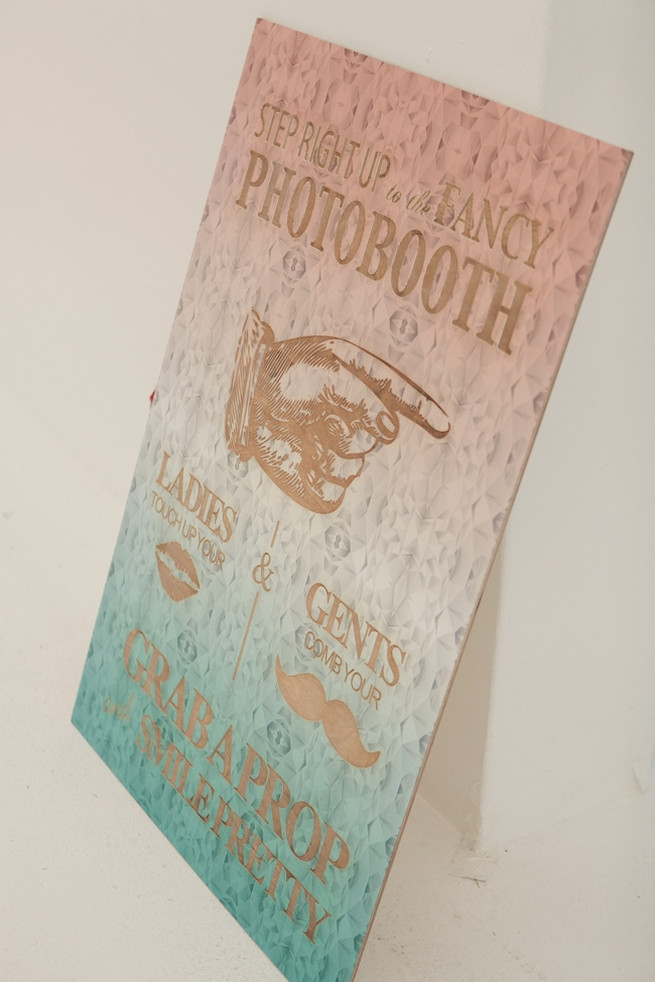 STEP RIGHT UP to the FANCY
PHOTOBOOTH
LADIES
TOUCH UP YOUR
&
GENTS
COMB YOUR
GRAB A PROP
and SMILE PRETTY